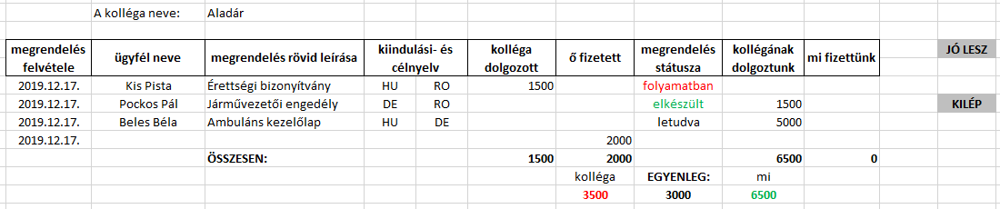 A kolléga neve: Aladár
megrendelés felvétele ügyfél neve megrendelés rövid leírása kiindulási- és célnyelv kolléga dolgozott ő fizetett megrendelés státusza kollégának dolgoztunk mi fizettünk JÓ LESZ
2019.12.17. Kis Pista Érettségi bizonyítvány HU RO 1500 folyamatban
2019.12.17. Pockos Pál Járművezetői engedély DE RO elkészült 1500 KILÉP
2019.12.17. Beles Béla Ambuláns kezelőlap HU DE letudva 5000
2019.12.17. 2000
ÖSSZESEN: 1500 2000 6500 0
kolléga EGYENLEG: mi
3500 3000 6500